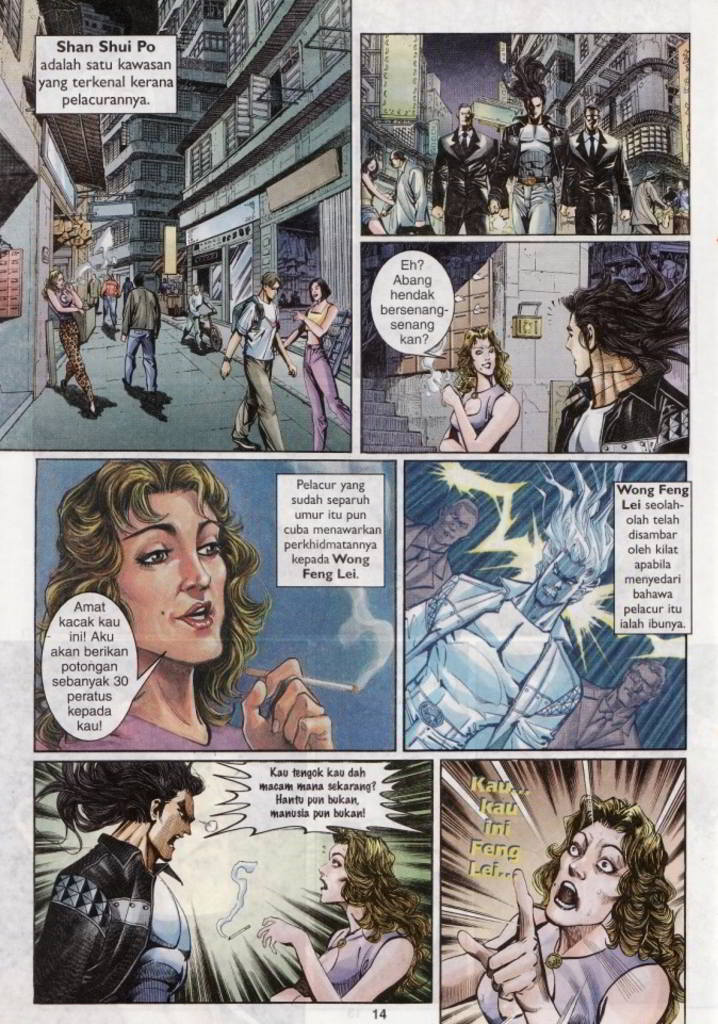 Shan Shui Po
adalah satu kawasan
yang terkenal kerana
pelacurannya.
Eh?
Abang
hendak
bersenang-
senang
kan?
Amat
kacak kau
ini! Aku
akan berikan
potongan
sebanyak 30
peratus
kepada
kau!
Pelacur yang
sudah separuh
umur itu pun
cuba menawarkan
perkhidmatannya
kepada Wong
Feng Lei.
Wong Feng
Lei seolah-
olah telah
disambar
oleh kilat
apabila
menyedari
bahawa
pelacur itu
ialah ibunya.
Kau tengok kau dah
macam mana sekarang?
Hantu pun bukan,
manusia pun bukan!
Kau...
kau
ini
Feng
Lei...
14